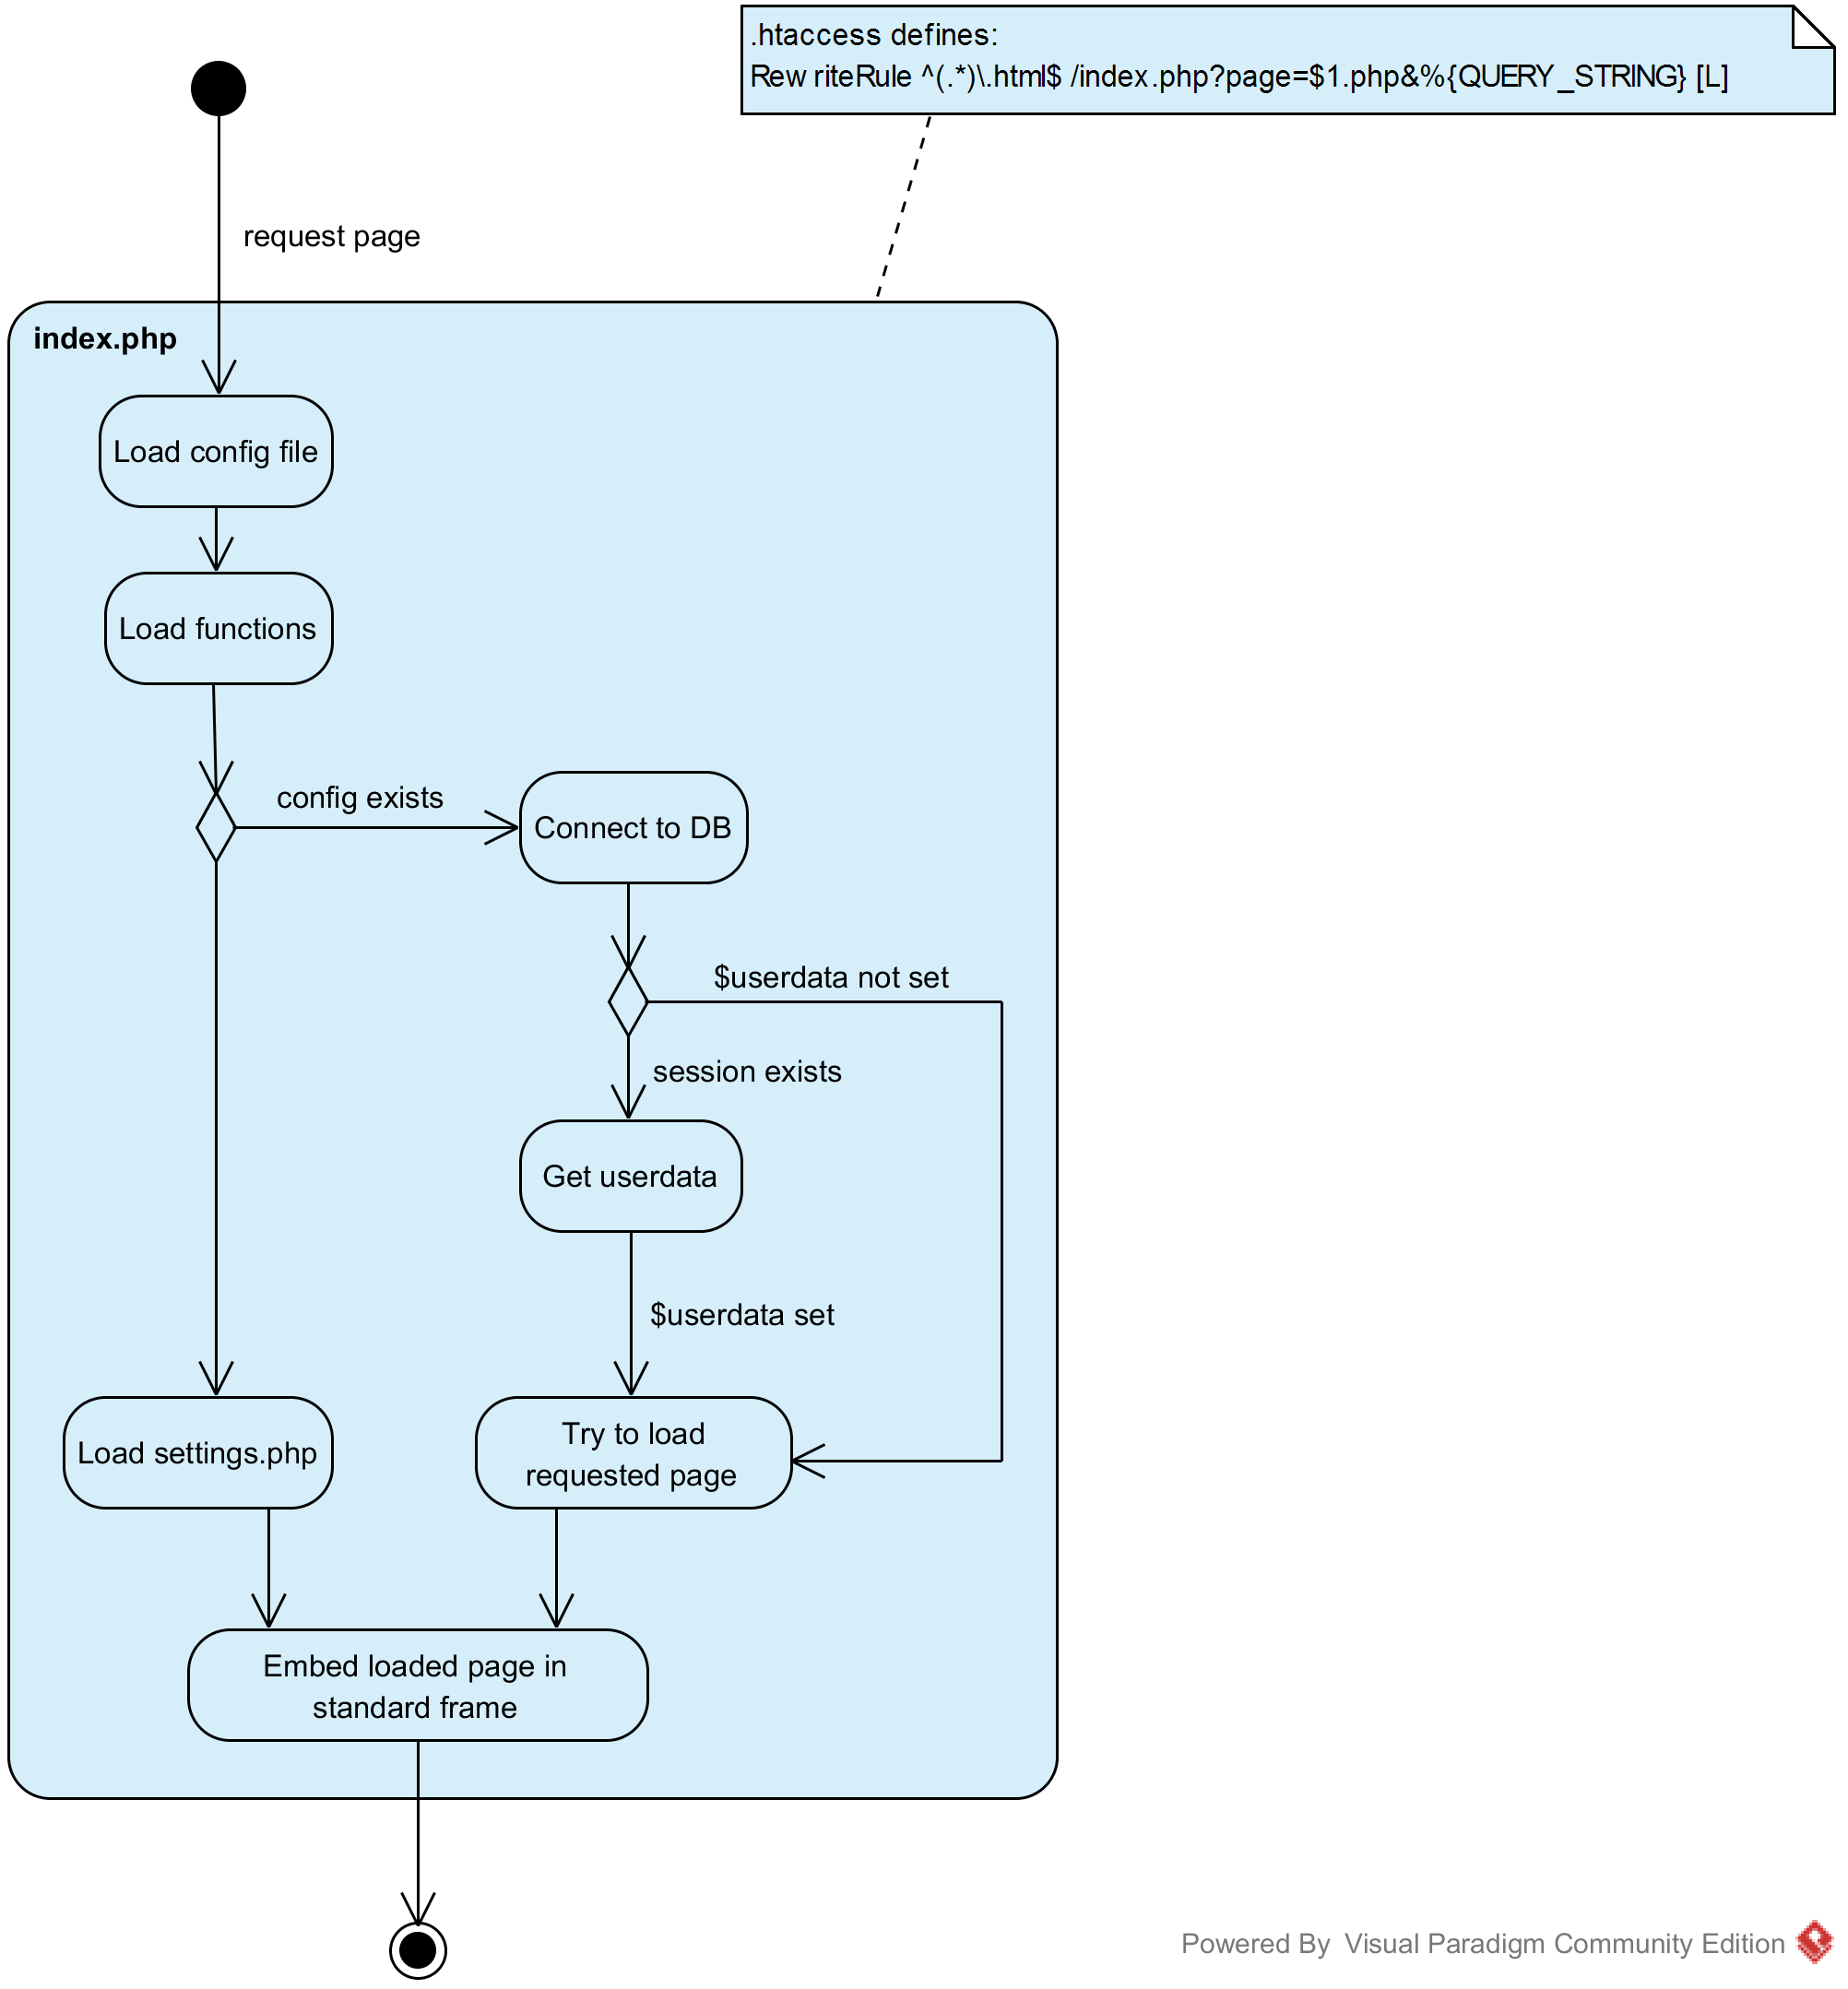 .htaccess defines:
RewriteRule ^(.*)\.html$ /index.php?page=$1.php&%{QUERY_STRING} [L]
request page
index.php
Load config file
Load functions
config exists
Connect to DB
$userdata not set
session exists
Get userdata
$userdata set
Load settings.php
Try to load
requested page
Embed loaded page in
standard frame
Powered By Visual Paradigm Community Edition